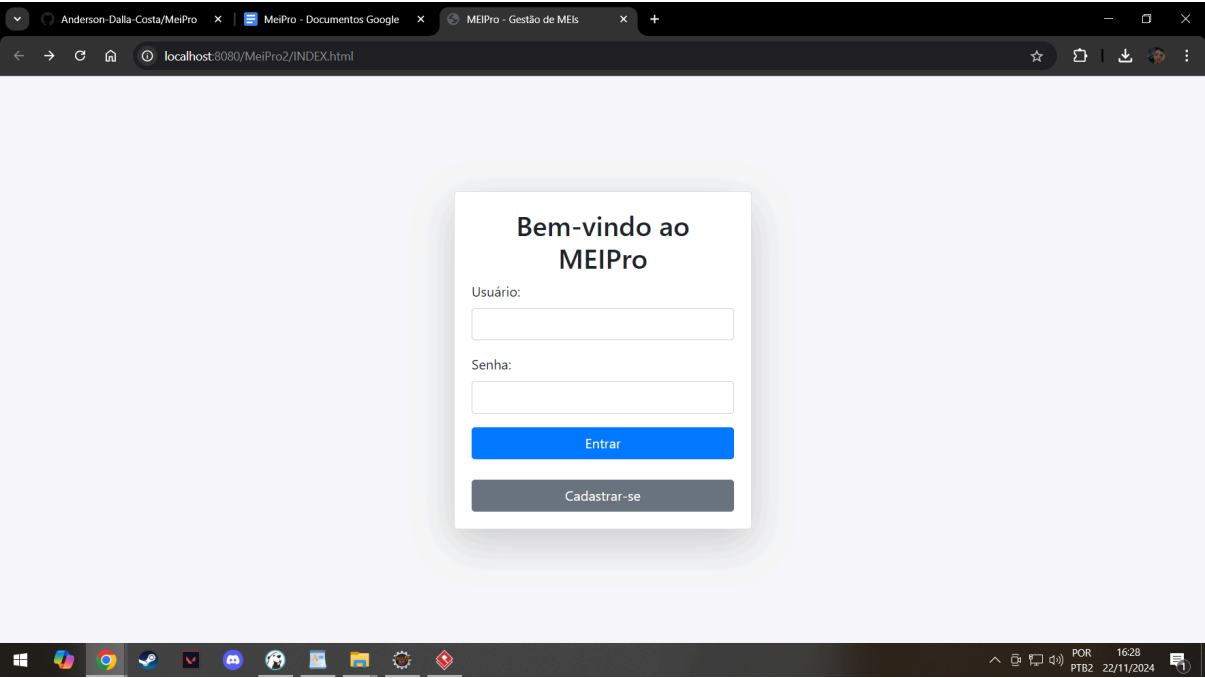 Anderson-Dalla-Costa/MeiPro
MeiPro - Documentos Google
MEIPro - Gestão de MEIs
localhost:8080/MeiPro2/INDEX.html
Bem-vindo ao
MEIPro
Usuário:
Senha:
Entrar
Cadastrar-se
POR
PTB2
16:28
22/11/2024
1